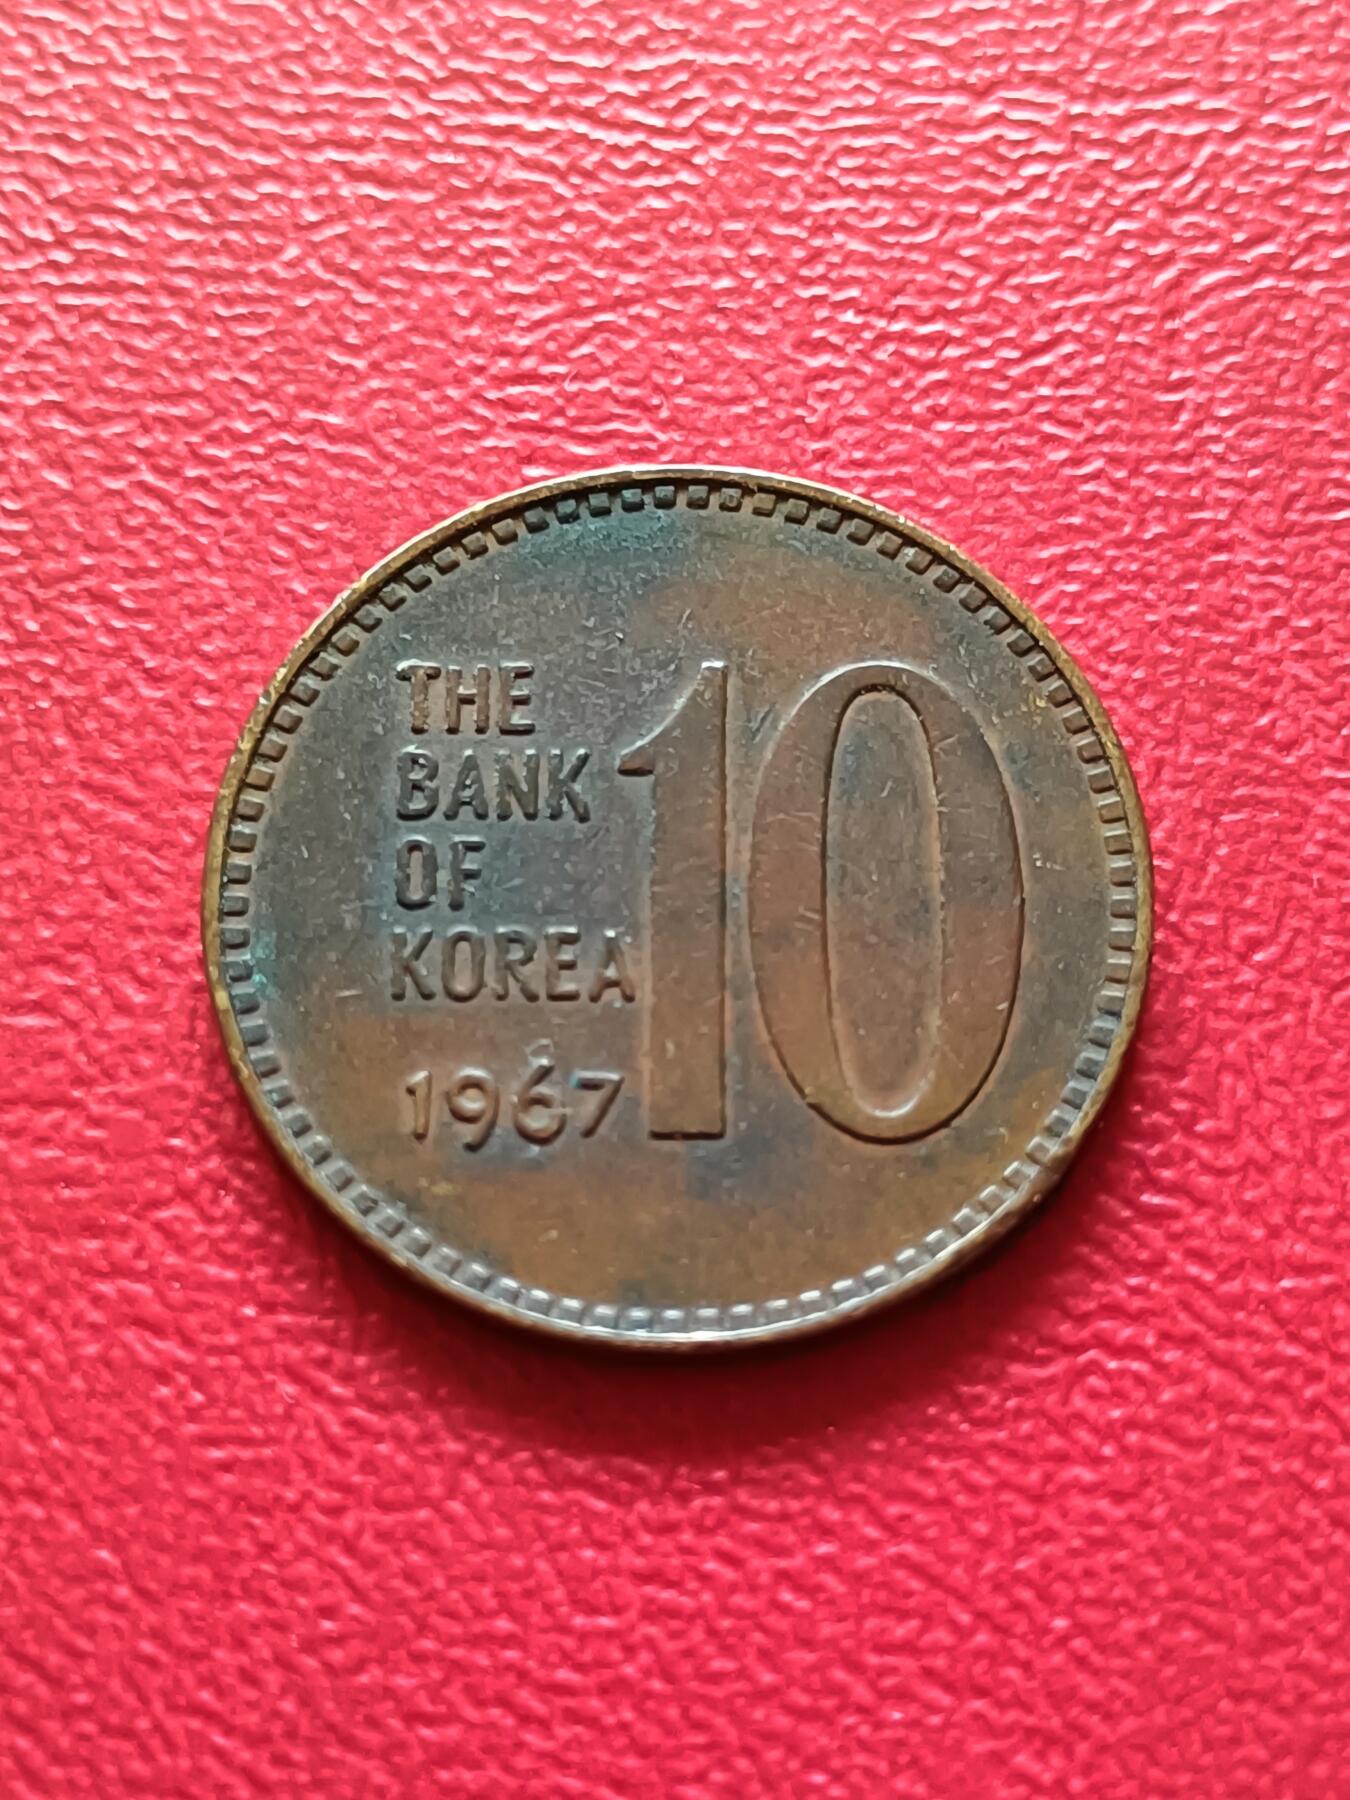 THE
BANK
OF
KOREA
1967
10